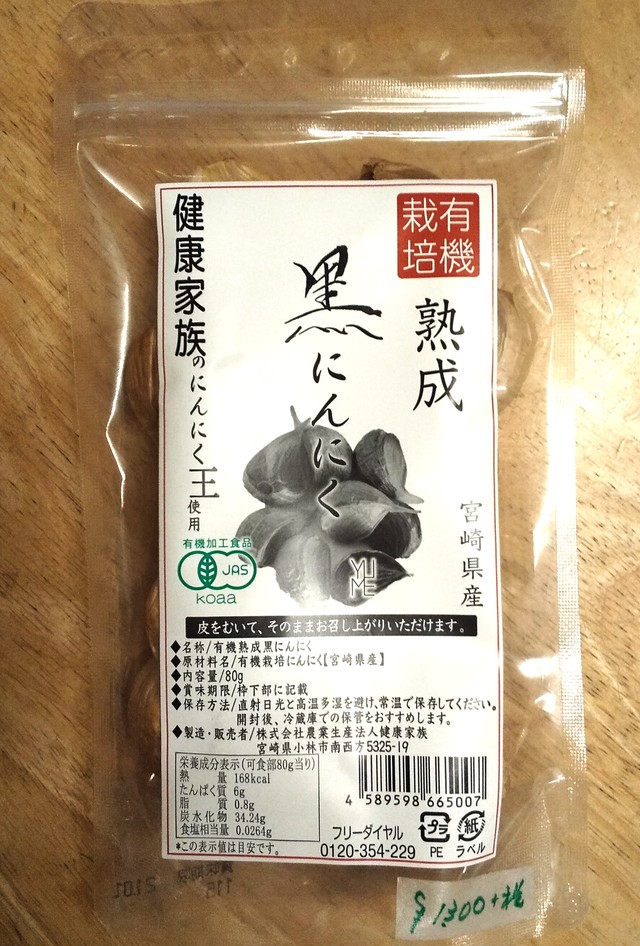 有機
栽培
熟成
黒にんにく
宮崎県産
健康家族のにんにく王使用
有機加工食品
JAS
koaa
YUME
皮をむいて、そのままお召し上がりいただけます。
◆名称/有機熟成黒にんにく
◆原材料名/有機栽培にんにく【宮崎県産】
◆内容量/80g
◆賞味期限/枠下部に記載
◆保存方法/直射日光と高温多湿を避け、常温で保存してください。
開封後、冷蔵庫での保管をおすすめします。
◆製造・販売者/株式会社農業生産法人健康家族
宮崎県小林市南西方5325-19
栄養成分表示(可食部80g当り)
熱量 168kcal
たんぱく質 6g
脂質 0.8g
炭水化物 34.24g
食塩相当量 0.0264g
*この表示値は目安です。
4 589598 665007
フリーダイヤル
0120-354-229
プラ
PE
紙
ラベル
1,300+税